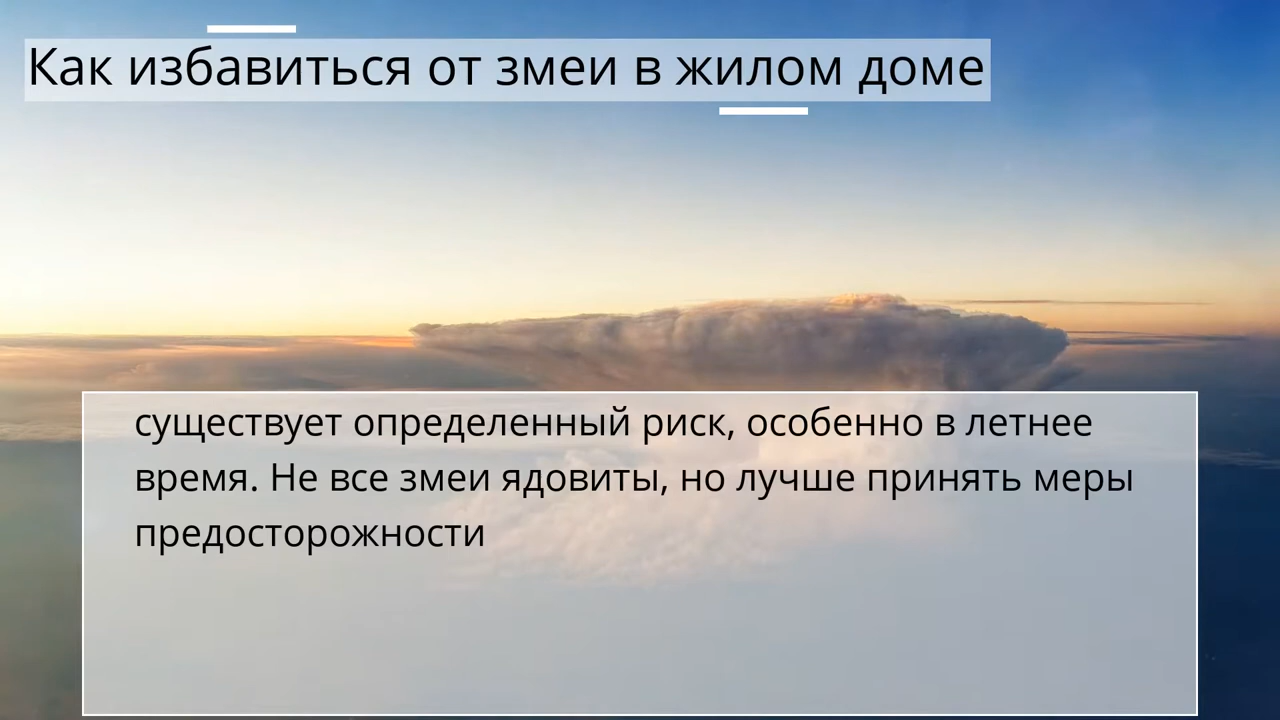 Как избавиться от змеи в жилом доме
существует определенный риск, особенно в летнее
время. Не все змеи ядовиты, но лучше принять меры
предосторожности